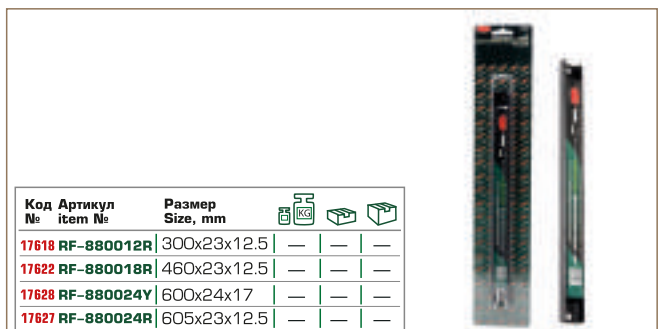 Код Артикул Размер
№ item № Size, mm KG
17618 RF-880012R 300x23x12.5 — — —
17622 RF-880018R 460x23x12.5 — — —
17628 RF-880024Y 600x24x17 — — —
17627 RF-880024R 605x23x12.5 — — —